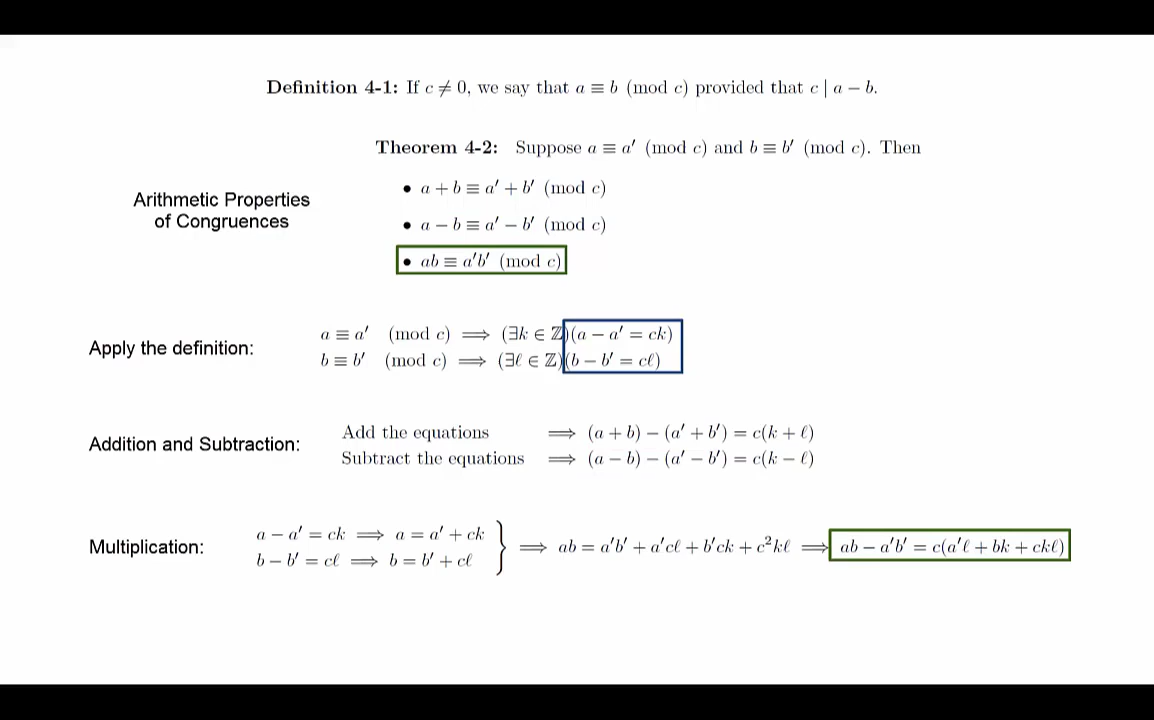 Definition 4-1: If c ≠ 0, we say that a ≡ b (mod c) provided that c | a − b.
Theorem 4-2: Suppose a ≡ a′ (mod c) and b ≡ b′ (mod c). Then
Arithmetic Properties
of Congruences
• a + b ≡ a′ + b′ (mod c)
• a − b ≡ a′ − b′ (mod c)
• ab ≡ a′b′ (mod c)
Apply the definition:
a ≡ a′ (mod c) ⟹ (∃k ∈ ℤ)(a − a′ = ck)
b ≡ b′ (mod c) ⟹ (∃ℓ ∈ ℤ)(b − b′ = cℓ)
Addition and Subtraction:
Add the equations ⟹ (a + b) − (a′ + b′) = c(k + ℓ)
Subtract the equations ⟹ (a − b) − (a′ − b′) = c(k − ℓ)
Multiplication:
a − a′ = ck ⟹ a = a′ + ck
b − b′ = cℓ ⟹ b = b′ + cℓ
} ⟹ ab = a′b′ + a′cℓ + b′ck + c²kℓ ⟹ ab − a′b′ = c(a′ℓ + bk + ckℓ)